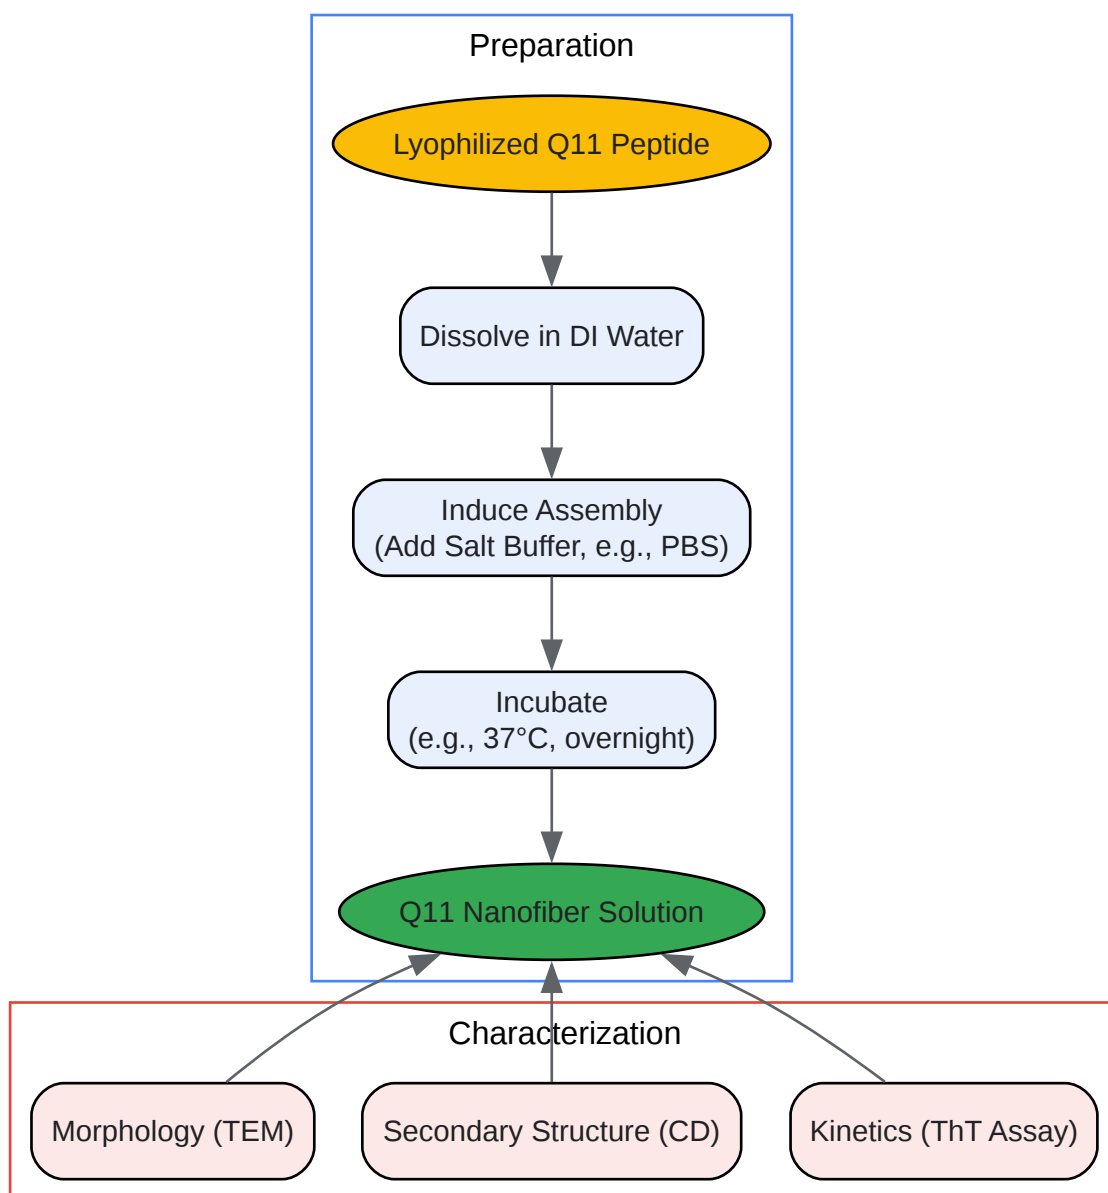 Preparation
Lyophilized Q11 Peptide
Dissolve in DI Water
Induce Assembly
(Add Salt Buffer, e.g., PBS)
Incubate
(e.g., 37°C, overnight)
Q11 Nanofiber Solution
Characterization
Morphology (TEM)
Secondary Structure (CD)
Kinetics (ThT Assay)